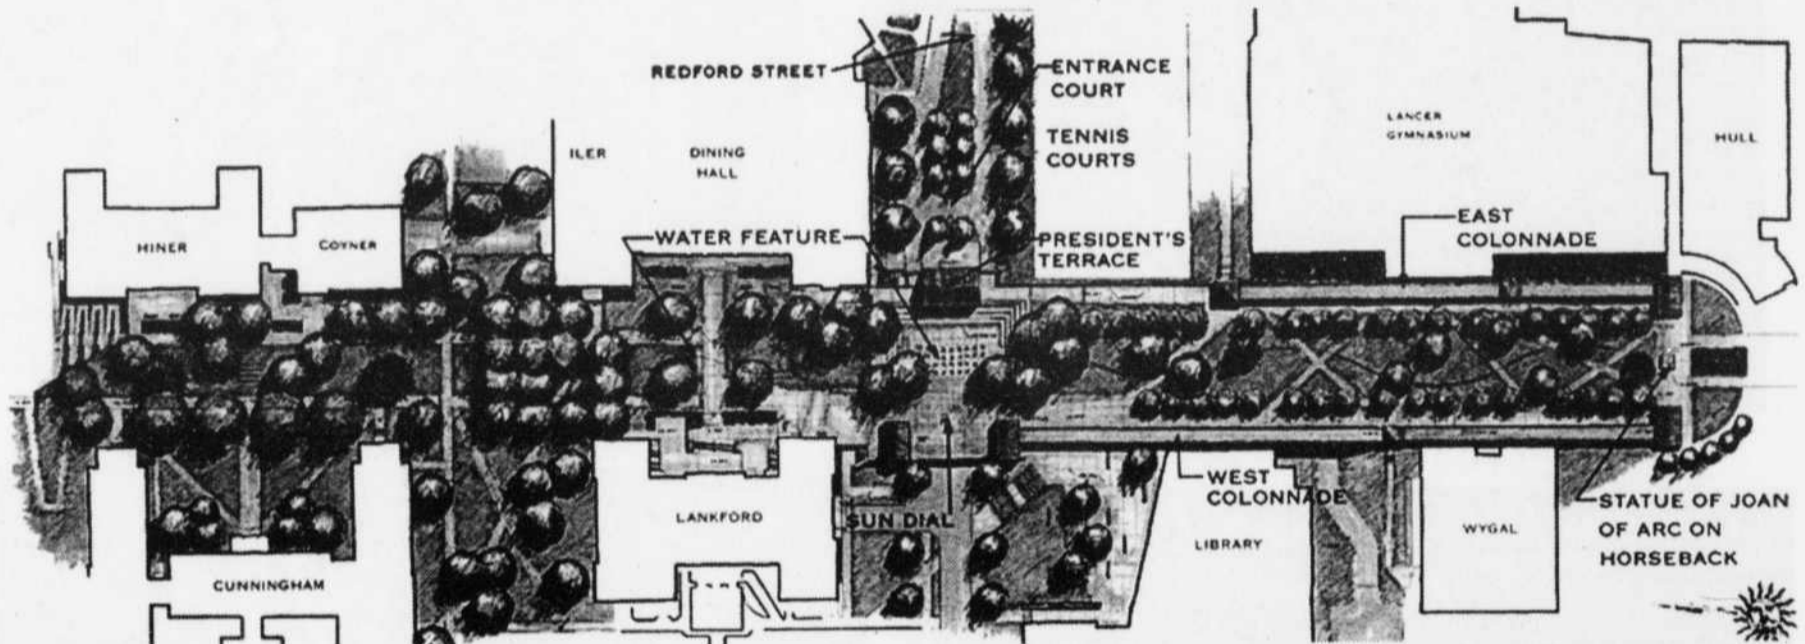 REDFORD STREET
ENTRANCE
COURT
TENNIS
COURTS
LANCER
GYMNASIUM
HULL
ILER
DINING
HALL
HINER
COYNER
WATER FEATURE
PRESIDENT'S
TERRACE
EAST
COLONNADE
WEST
COLONNADE
SUN DIAL
LANKFORD
LIBRARY
WYGAL
STATUE OF JOAN
OF ARC ON
HORSEBACK
CUNNINGHAM